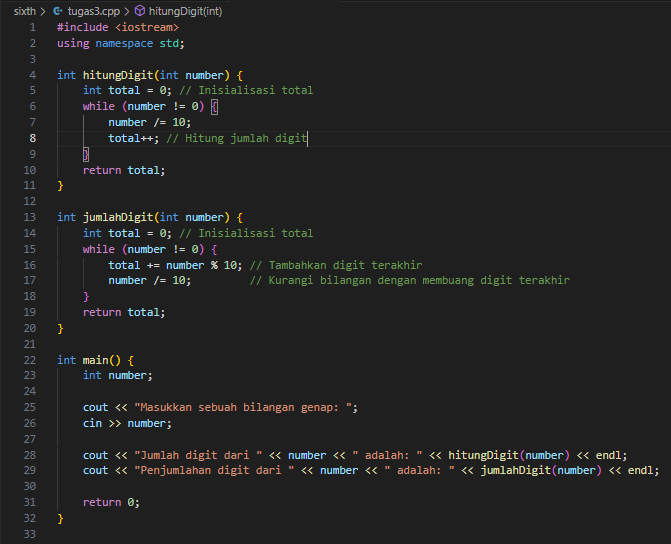 sixth > tugas3.cpp > hitungDigit(int)
1 #include <iostream>
2 using namespace std;
3
4 int hitungDigit(int number) {
5     int total = 0; // Inisialisasi total
6     while (number != 0) {
7         number /= 10;
8         total++; // Hitung jumlah digit
9     }
10     return total;
11 }
12
13 int jumlahDigit(int number) {
14     int total = 0; // Inisialisasi total
15     while (number != 0) {
16         total += number % 10; // Tambahkan digit terakhir
17         number /= 10;         // Kurangi bilangan dengan membuang digit terakhir
18     }
19     return total;
20 }
21
22 int main() {
23     int number;
24
25     cout << "Masukkan sebuah bilangan genap: ";
26     cin >> number;
27
28     cout << "Jumlah digit dari " << number << " adalah: " << hitungDigit(number) << endl;
29     cout << "Penjumlahan digit dari " << number << " adalah: " << jumlahDigit(number) << endl;
30
31     return 0;
32 }
33